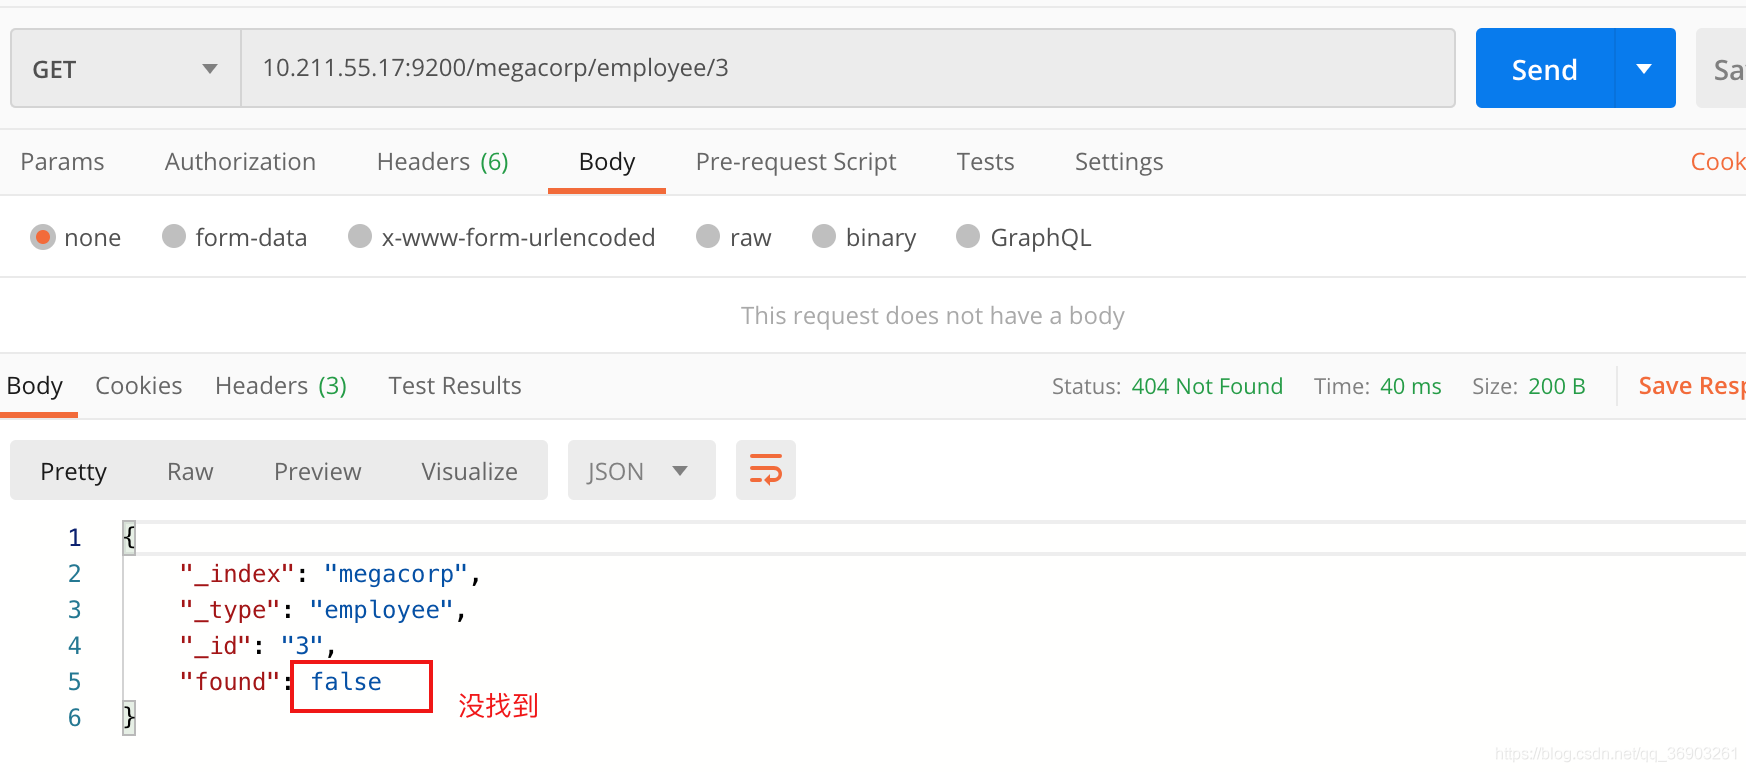 GET 10.211.55.17:9200/megacorp/employee/3 Send Sa
Params Authorization Headers (6) Body Pre-request Script Tests Settings Cook
none form-data x-www-form-urlencoded raw binary GraphQL
This request does not have a body
Body Cookies Headers (3) Test Results Status: 404 Not Found Time: 40 ms Size: 200 B Save Resp
Pretty Raw Preview Visualize JSON
1 {
2 "_index": "megacorp",
3 "_type": "employee",
4 "_id": "3",
5 "found": false
没找到
6 }
https://blog.csdn.net/qq_36903261